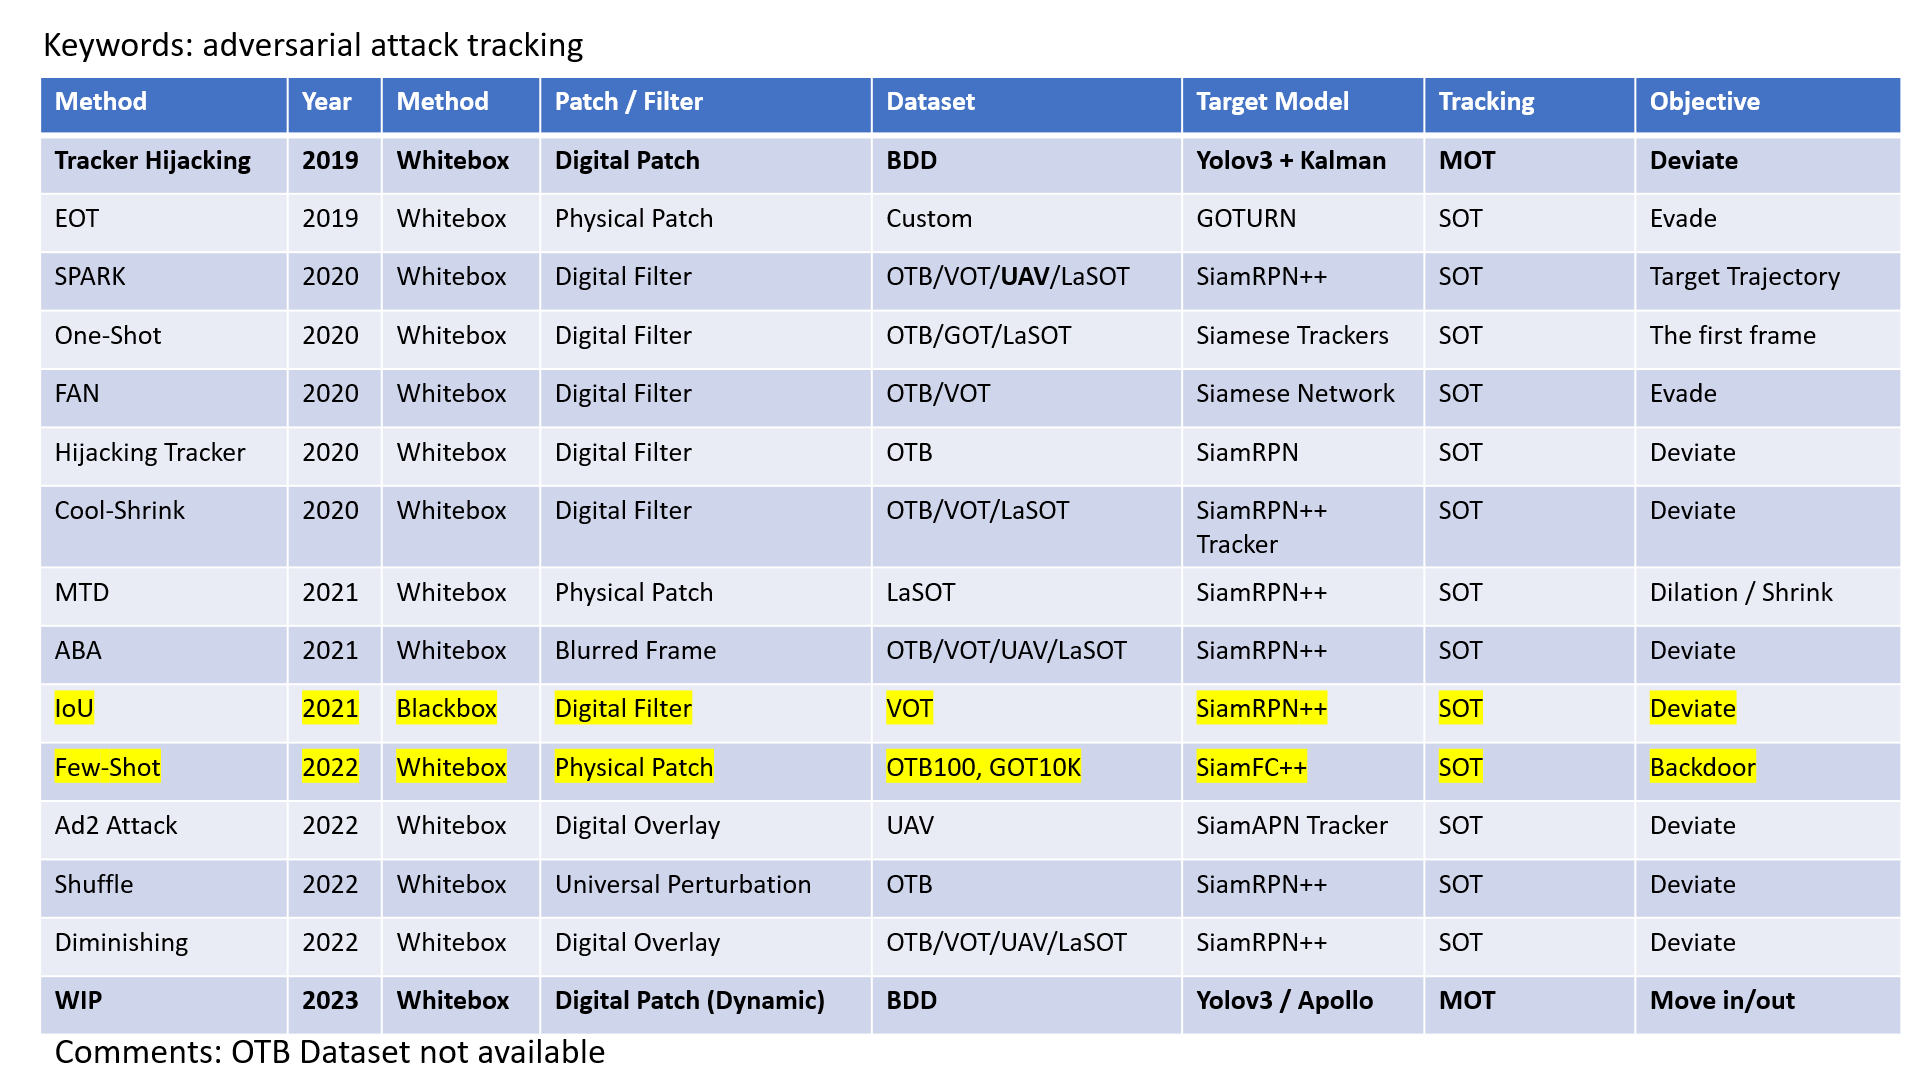 Keywords: adversarial attack tracking
Method Year Method Patch / Filter Dataset Target Model Tracking Objective
Tracker Hijacking 2019 Whitebox Digital Patch BDD Yolov3 + Kalman MOT Deviate
EOT 2019 Whitebox Physical Patch Custom GOTURN SOT Evade
SPARK 2020 Whitebox Digital Filter OTB/VOT/UAV/LaSOT SiamRPN++ SOT Target Trajectory
One-Shot 2020 Whitebox Digital Filter OTB/GOT/LaSOT Siamese Trackers SOT The first frame
FAN 2020 Whitebox Digital Filter OTB/VOT Siamese Network SOT Evade
Hijacking Tracker 2020 Whitebox Digital Filter OTB SiamRPN SOT Deviate
Cool-Shrink 2020 Whitebox Digital Filter OTB/VOT/LaSOT SiamRPN++ SOT Deviate
Tracker
MTD 2021 Whitebox Physical Patch LaSOT SiamRPN++ SOT Dilation / Shrink
ABA 2021 Whitebox Blurred Frame OTB/VOT/UAV/LaSOT SiamRPN++ SOT Deviate
IoU 2021 Blackbox Digital Filter VOT SiamRPN++ SOT Deviate
Few-Shot 2022 Whitebox Physical Patch OTB100, GOT10K SiamFC++ SOT Backdoor
Ad2 Attack 2022 Whitebox Digital Overlay UAV SiamAPN Tracker SOT Deviate
Shuffle 2022 Whitebox Universal Perturbation OTB SiamRPN++ SOT Deviate
Diminishing 2022 Whitebox Digital Overlay OTB/VOT/UAV/LaSOT SiamRPN++ SOT Deviate
WIP 2023 Whitebox Digital Patch (Dynamic) BDD Yolov3 / Apollo MOT Move in/out
Comments: OTB Dataset not available